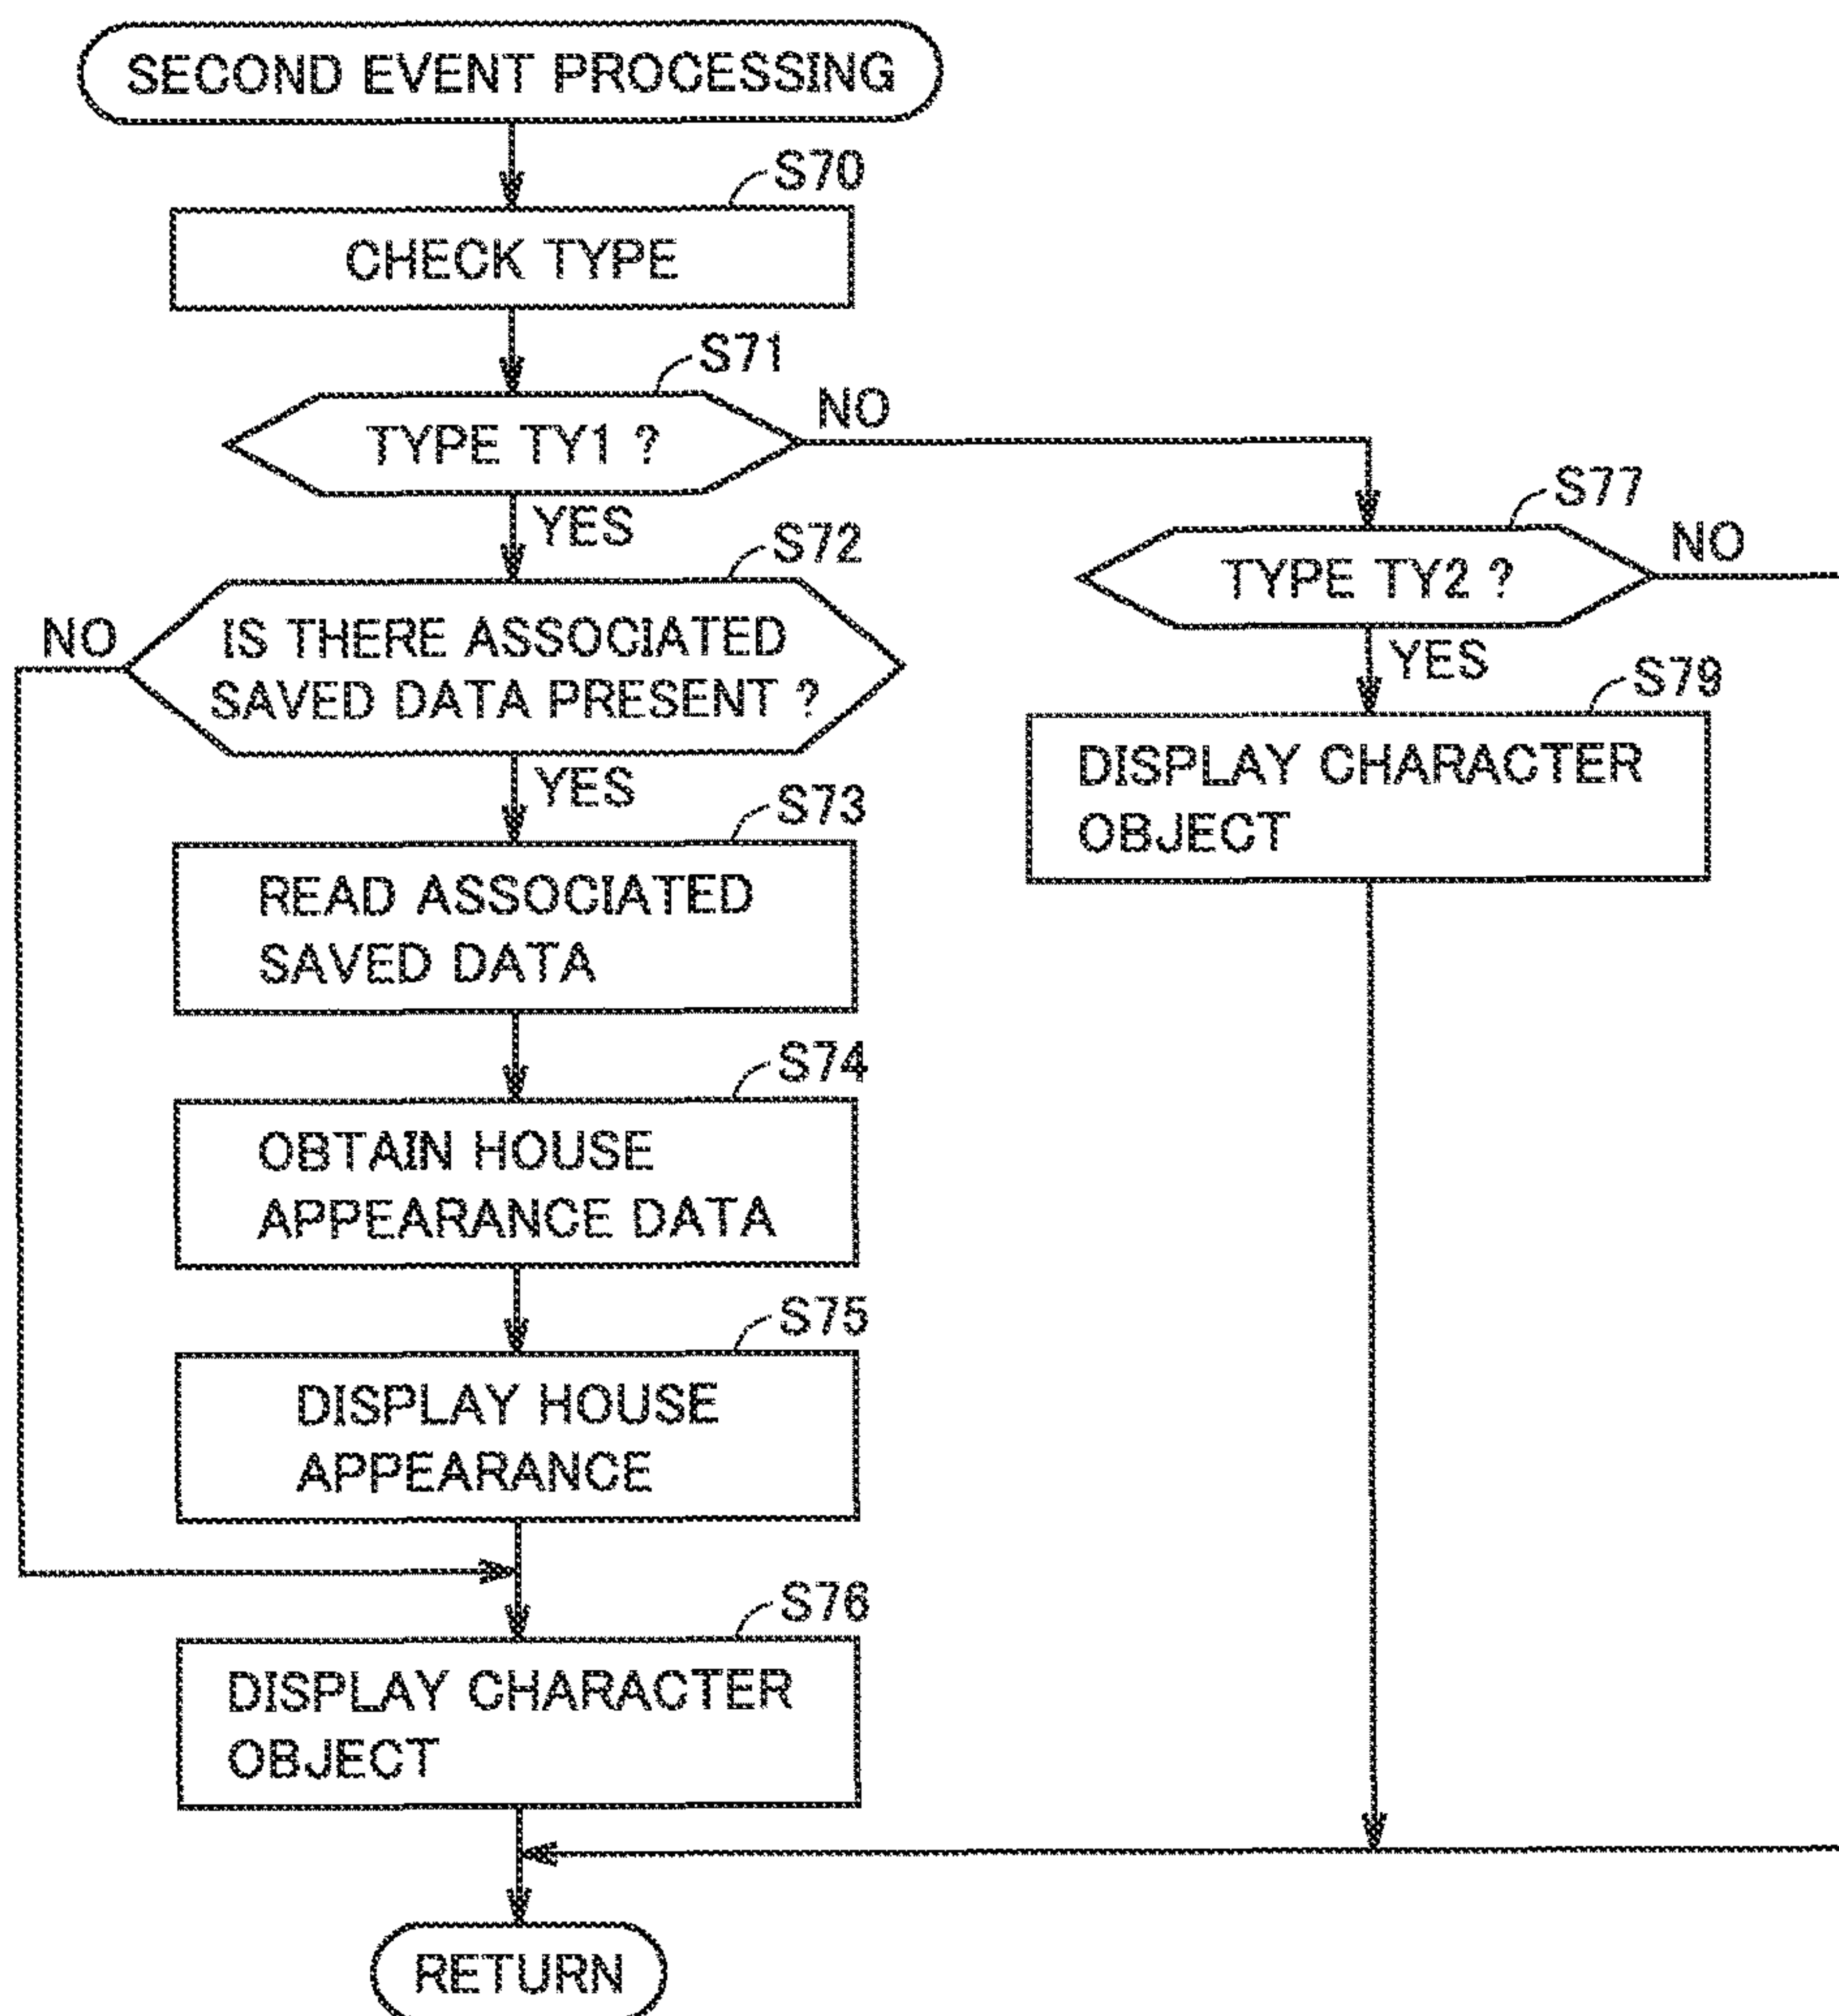 SECOND EVENT PROCESSING
S70
CHECK TYPE
S71
TYPE TY1 ?
NO
YES
S77
TYPE TY2 ?
NO
YES
S72
IS THERE ASSOCIATED
SAVED DATA PRESENT ?
NO
YES
S79
DISPLAY CHARACTER
OBJECT
S73
READ ASSOCIATED
SAVED DATA
S74
OBTAIN HOUSE
APPEARANCE DATA
S75
DISPLAY HOUSE
APPEARANCE
S76
DISPLAY CHARACTER
OBJECT
RETURN